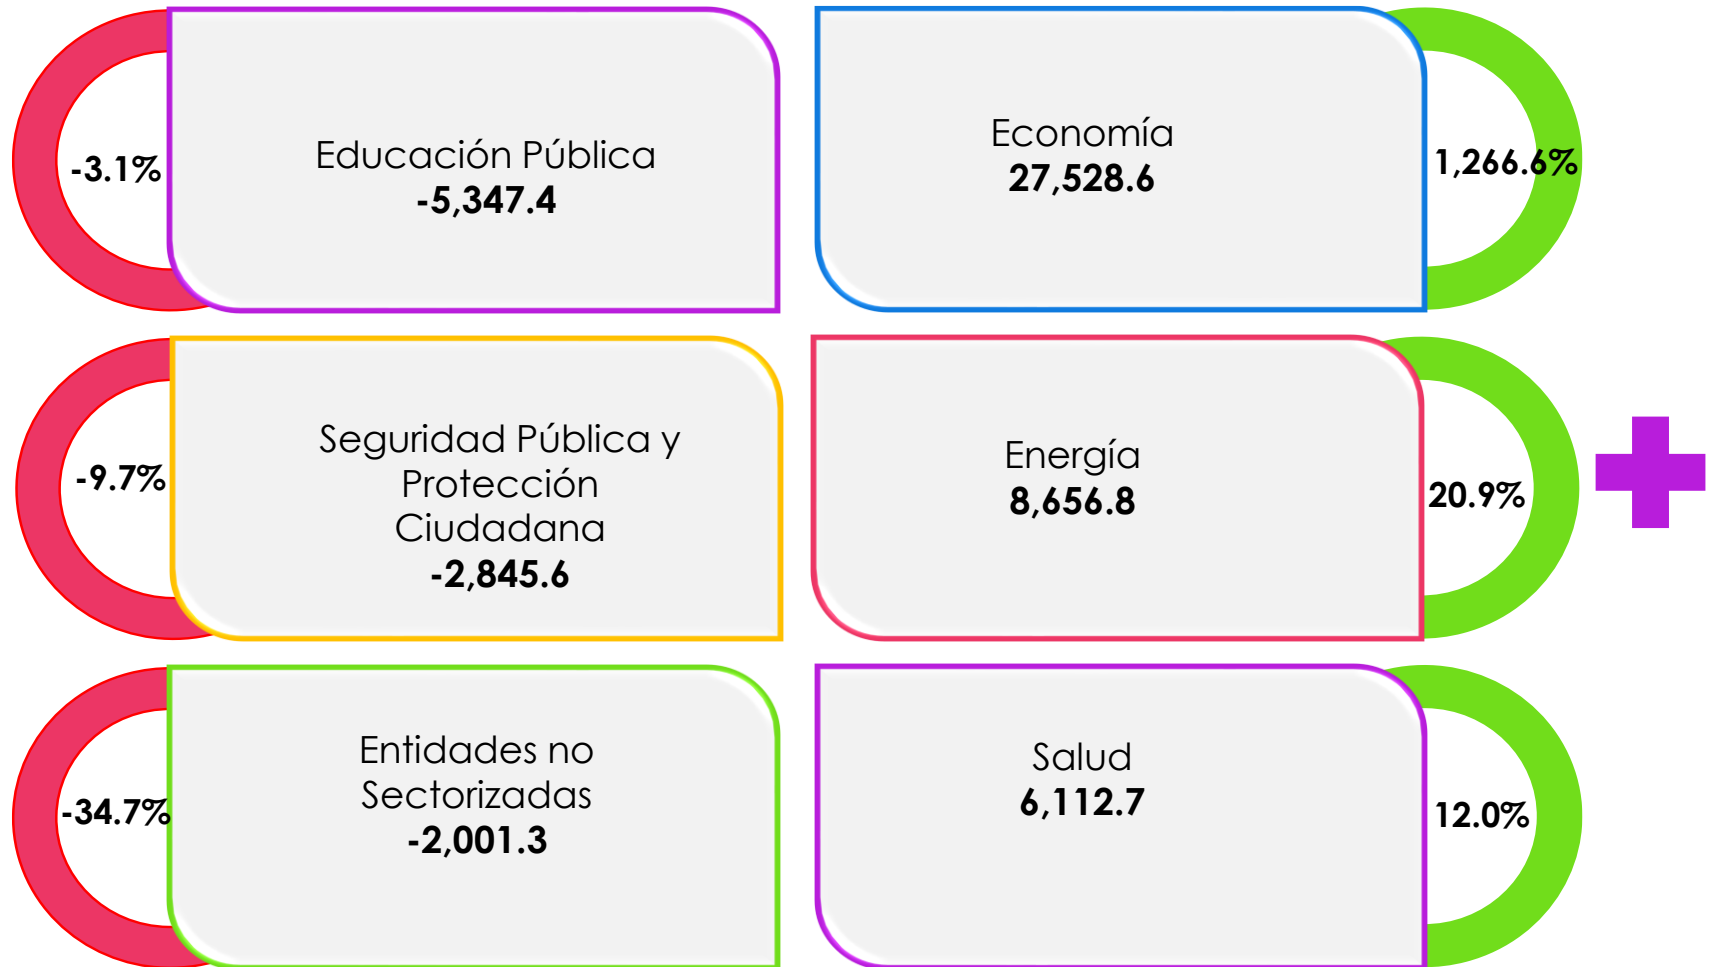 -3.1%
Educación Pública
-5,347.4
Economía
27,528.6
1,266.6%
-9.7%
Seguridad Pública y
Protección
Ciudadana
-2,845.6
Energía
8,656.8
20.9%
-34.7%
Entidades no
Sectorizadas
-2,001.3
Salud
6,112.7
12.0%